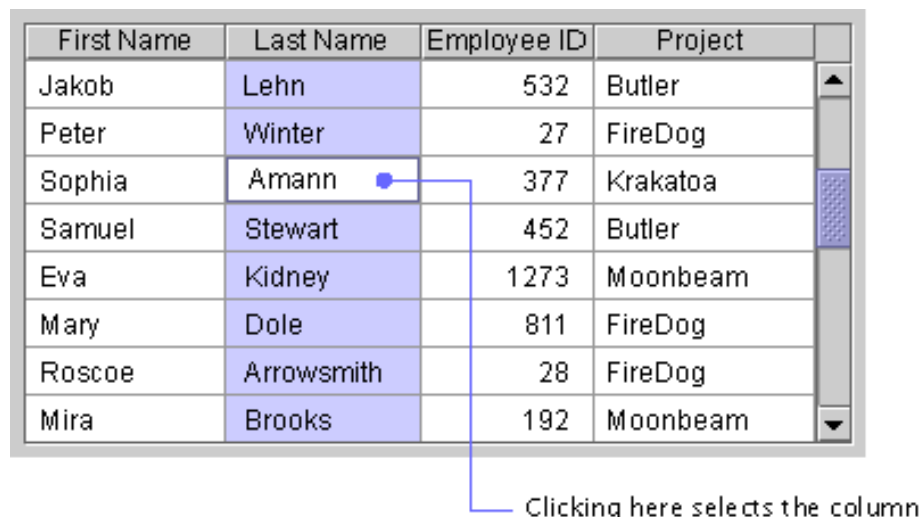 First Name Last Name Employee ID Project
Jakob Lehn 532 Butler
Peter Winter 27 FireDog
Sophia Amann 377 Krakatoa
Samuel Stewart 452 Butler
Eva Kidney 1273 Moonbeam
Mary Dole 811 FireDog
Roscoe Arrowsmith 28 FireDog
Mira Brooks 192 Moonbeam
Clicking here selects the column